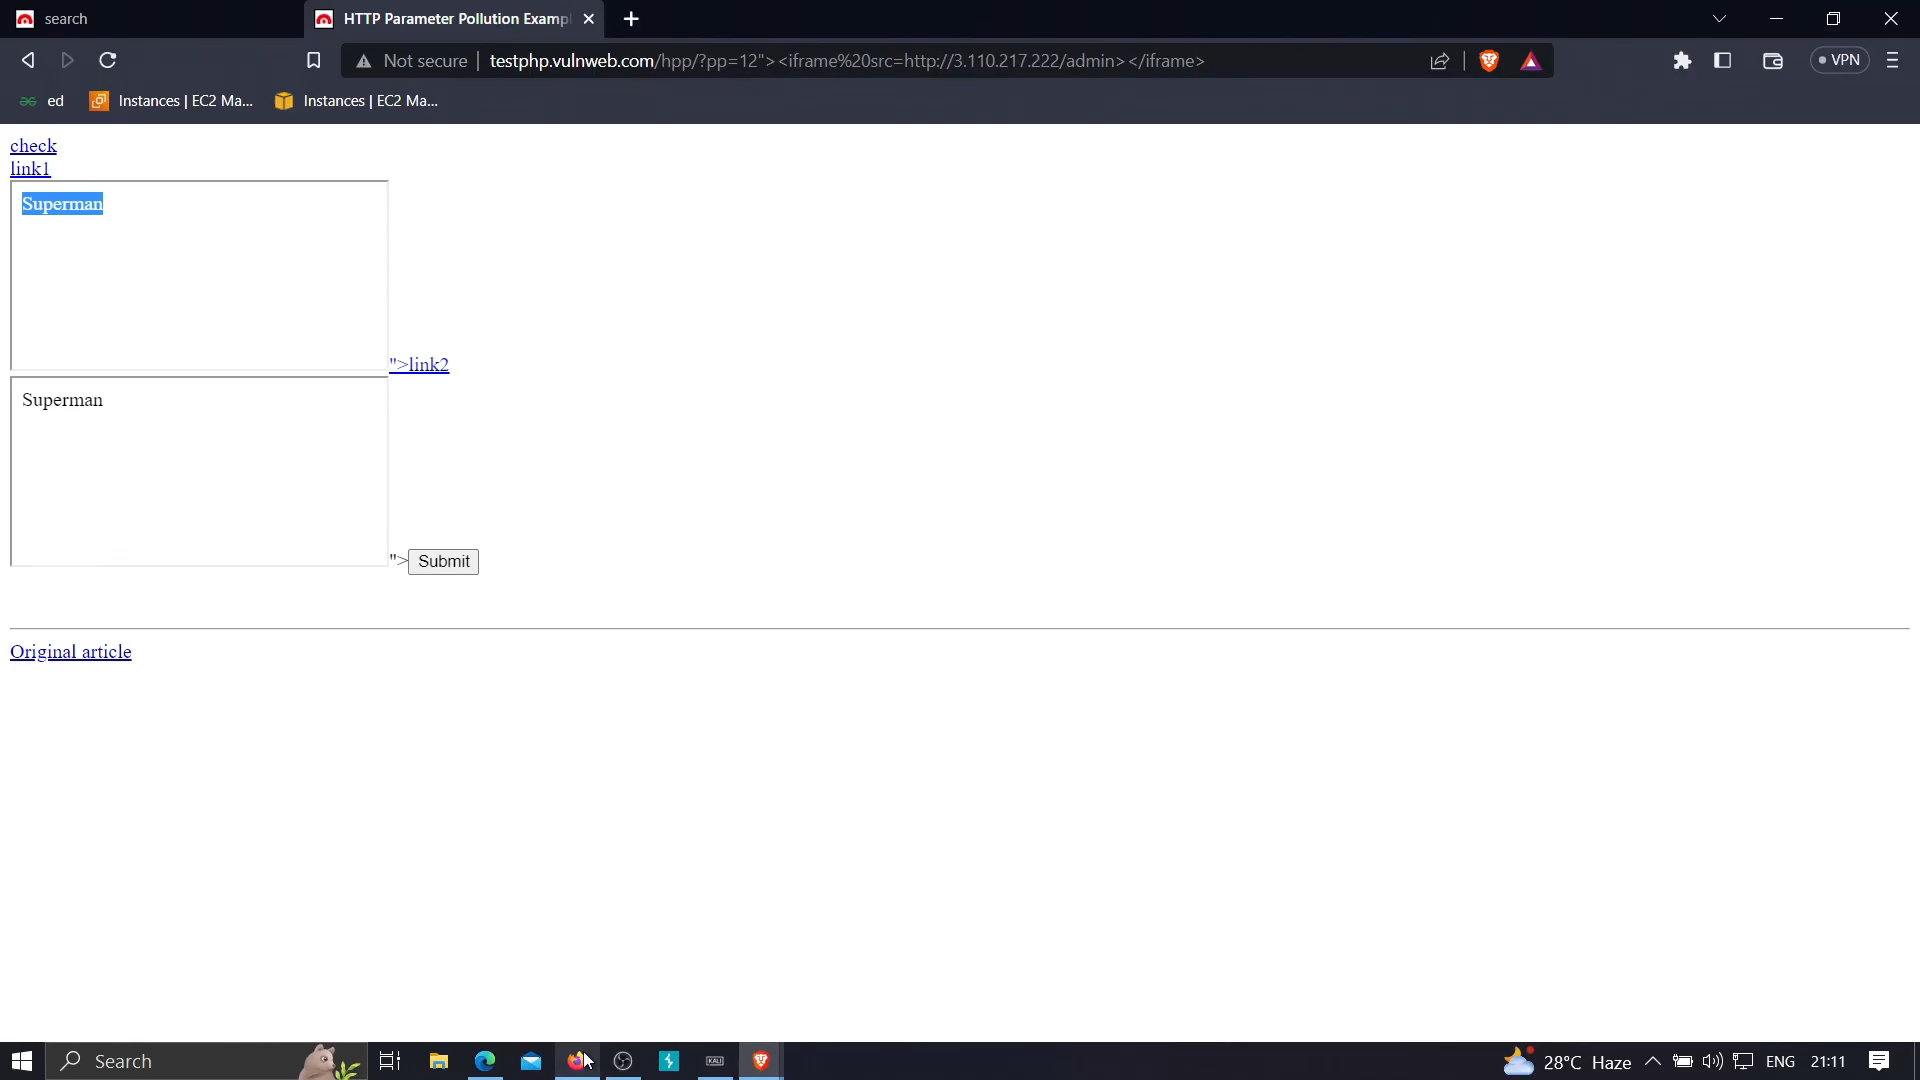 search
HTTP Parameter Pollution Examp
Not secure | testphp.vulnweb.com/hpp/?pp=12"><iframe%20src=http://3.110.217.222/admin></iframe>
VPN
ed
Instances | EC2 Ma...
Instances | EC2 Ma...
check
link1
Superman
">link2
Superman
">Submit
Original article
Search
KALI
28°C Haze
ENG
21:11